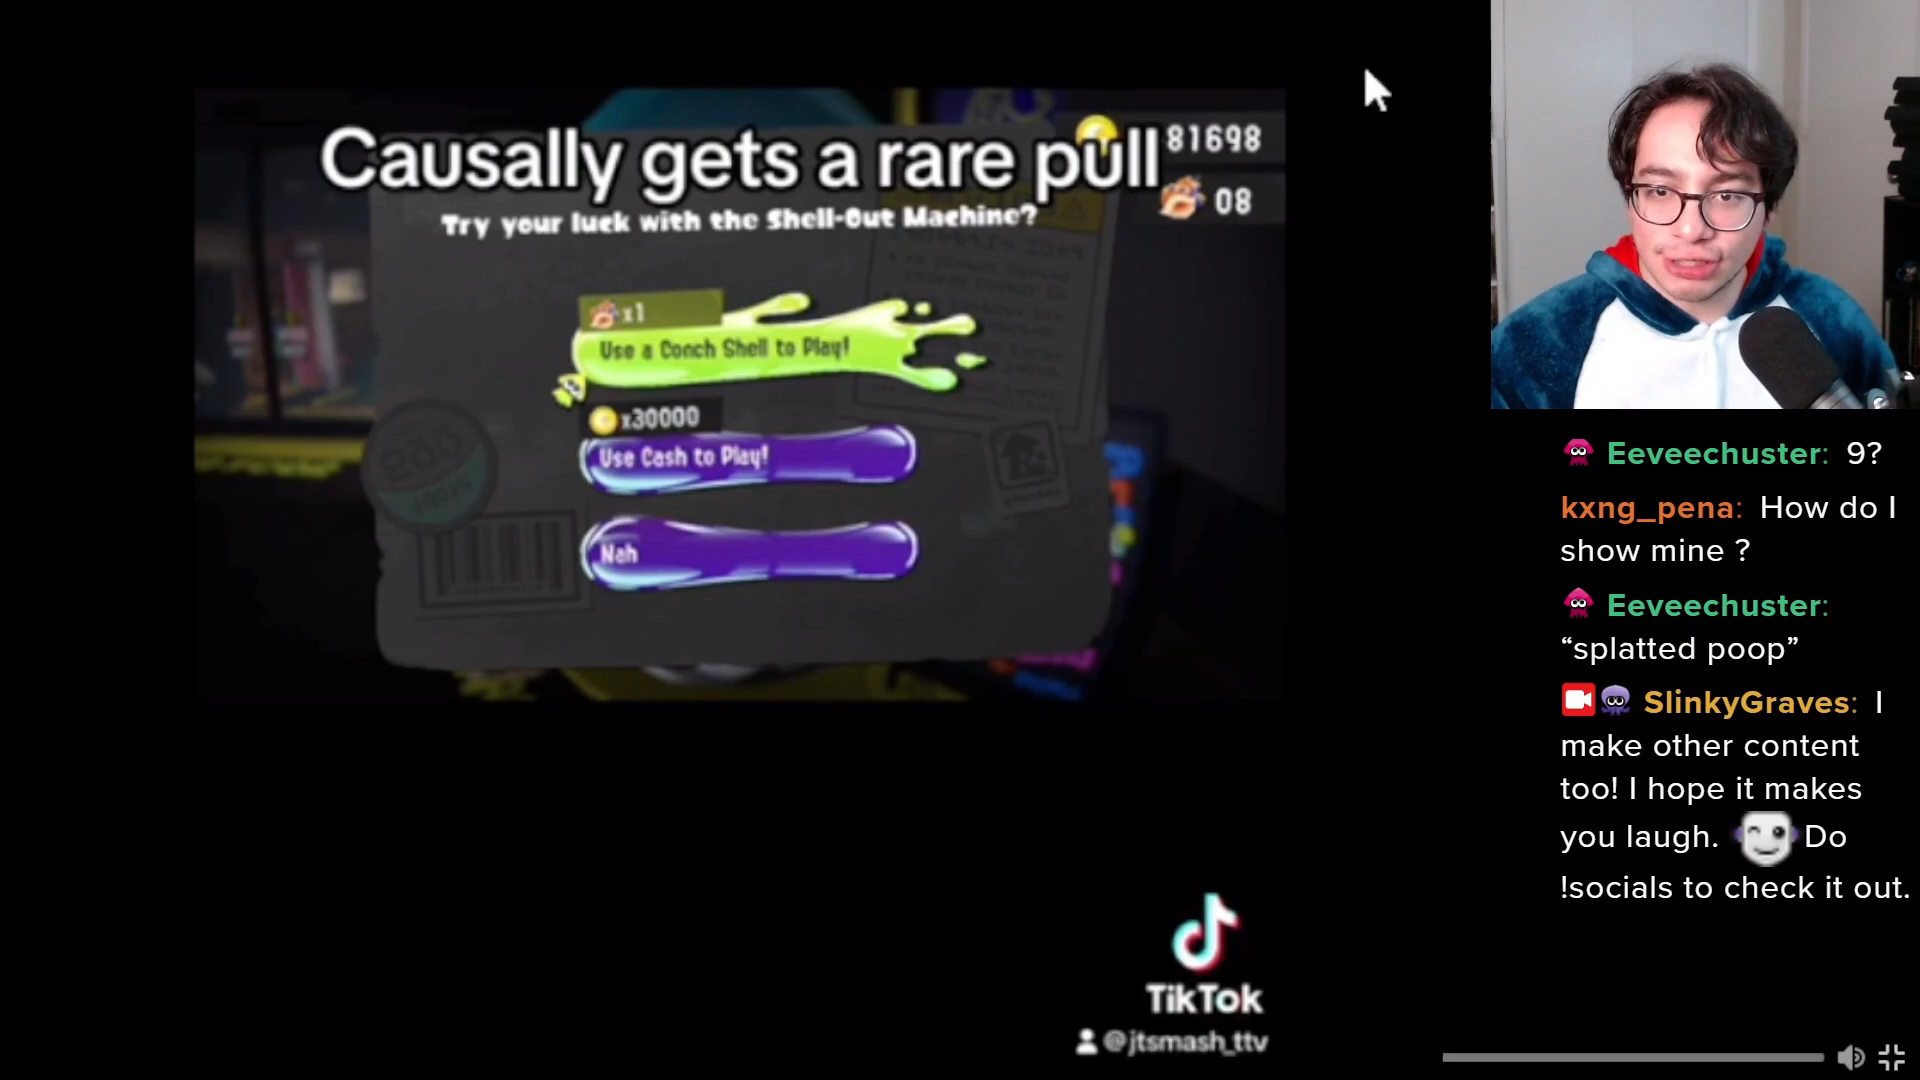 Causally gets a rare pull
81698
08
Try your luck with the Shell-Out Machine?
x1
Use a Conch Shell to Play!
x30000
Use Cash to Play!
Nah
TikTok
@jtsmash_ttv
Eeveechuster: 9?
kxng_pena: How do I
show mine ?
Eeveechuster:
“splatted poop”
SlinkyGraves: I
make other content
too! I hope it makes
you laugh. Do
!socials to check it out.